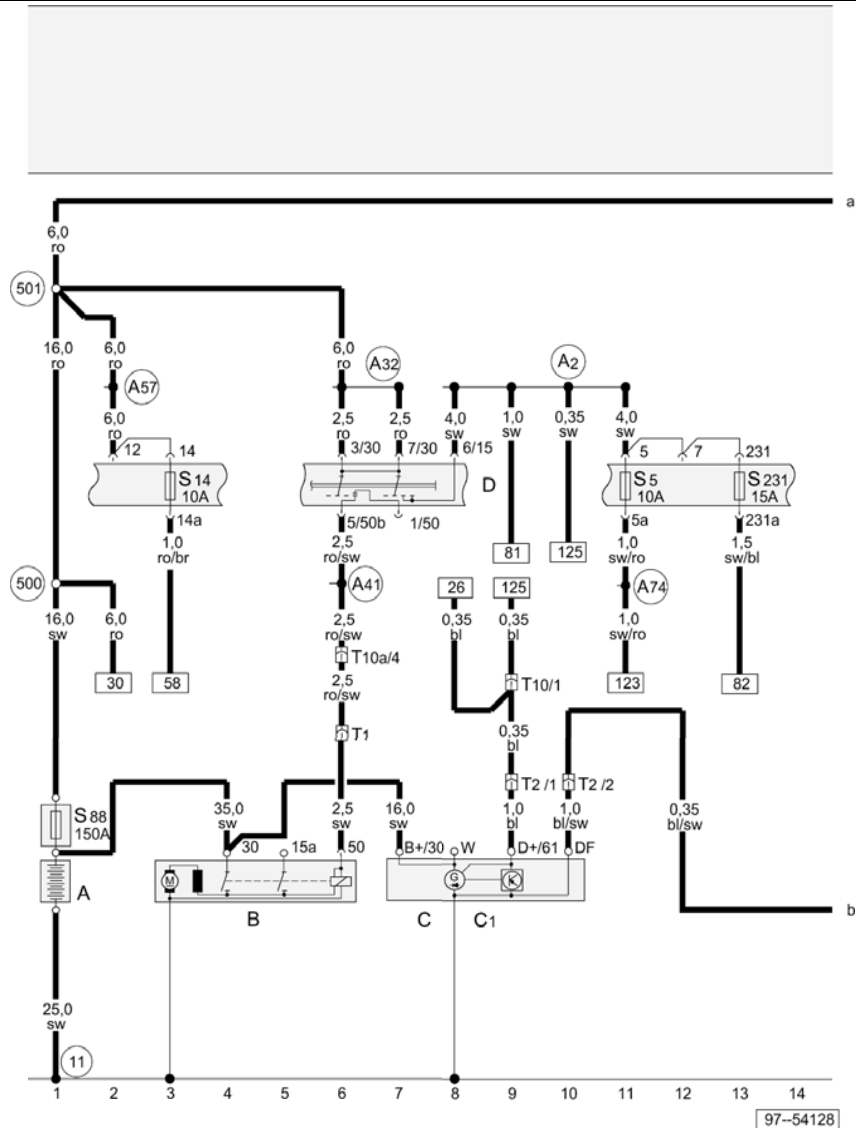 a
6,0
ro
501
16,0
ro
6,0
ro
6,0
ro
A57
A32
A2
6,0
2,5
ro
2,5
ro
4,0
sw
1,0
sw
0,35
sw
4,0
sw
12
14
3/30
7/30
6/15
5
7
231
S 14
10A
D
S 5
10A
S 231
15A
14a
5/50b
1/50
5a
231a
1,0
ro/br
2,5
ro/sw
81
125
1,0
sw/ro
1,5
sw/bl
500
A41
26
125
A74
16,0
sw
6,0
ro
2,5
ro/sw
0,35
bl
0,35
bl
1,0
sw/ro
T10a/4
30
58
2,5
ro/sw
T10/1
123
82
T1
0,35
bl
T2 /1
T2 /2
S 88
150A
35,0
sw
2,5
sw
16,0
sw
1,0
bl
1,0
bl/sw
0,35
bl/sw
30
15a
50
B+/30
W
D+/61
DF
M
G
K
A
B
C
C1
b
25,0
sw
11
1 2 3 4 5 6 7 8 9 10 11 12 13 14
97--54128